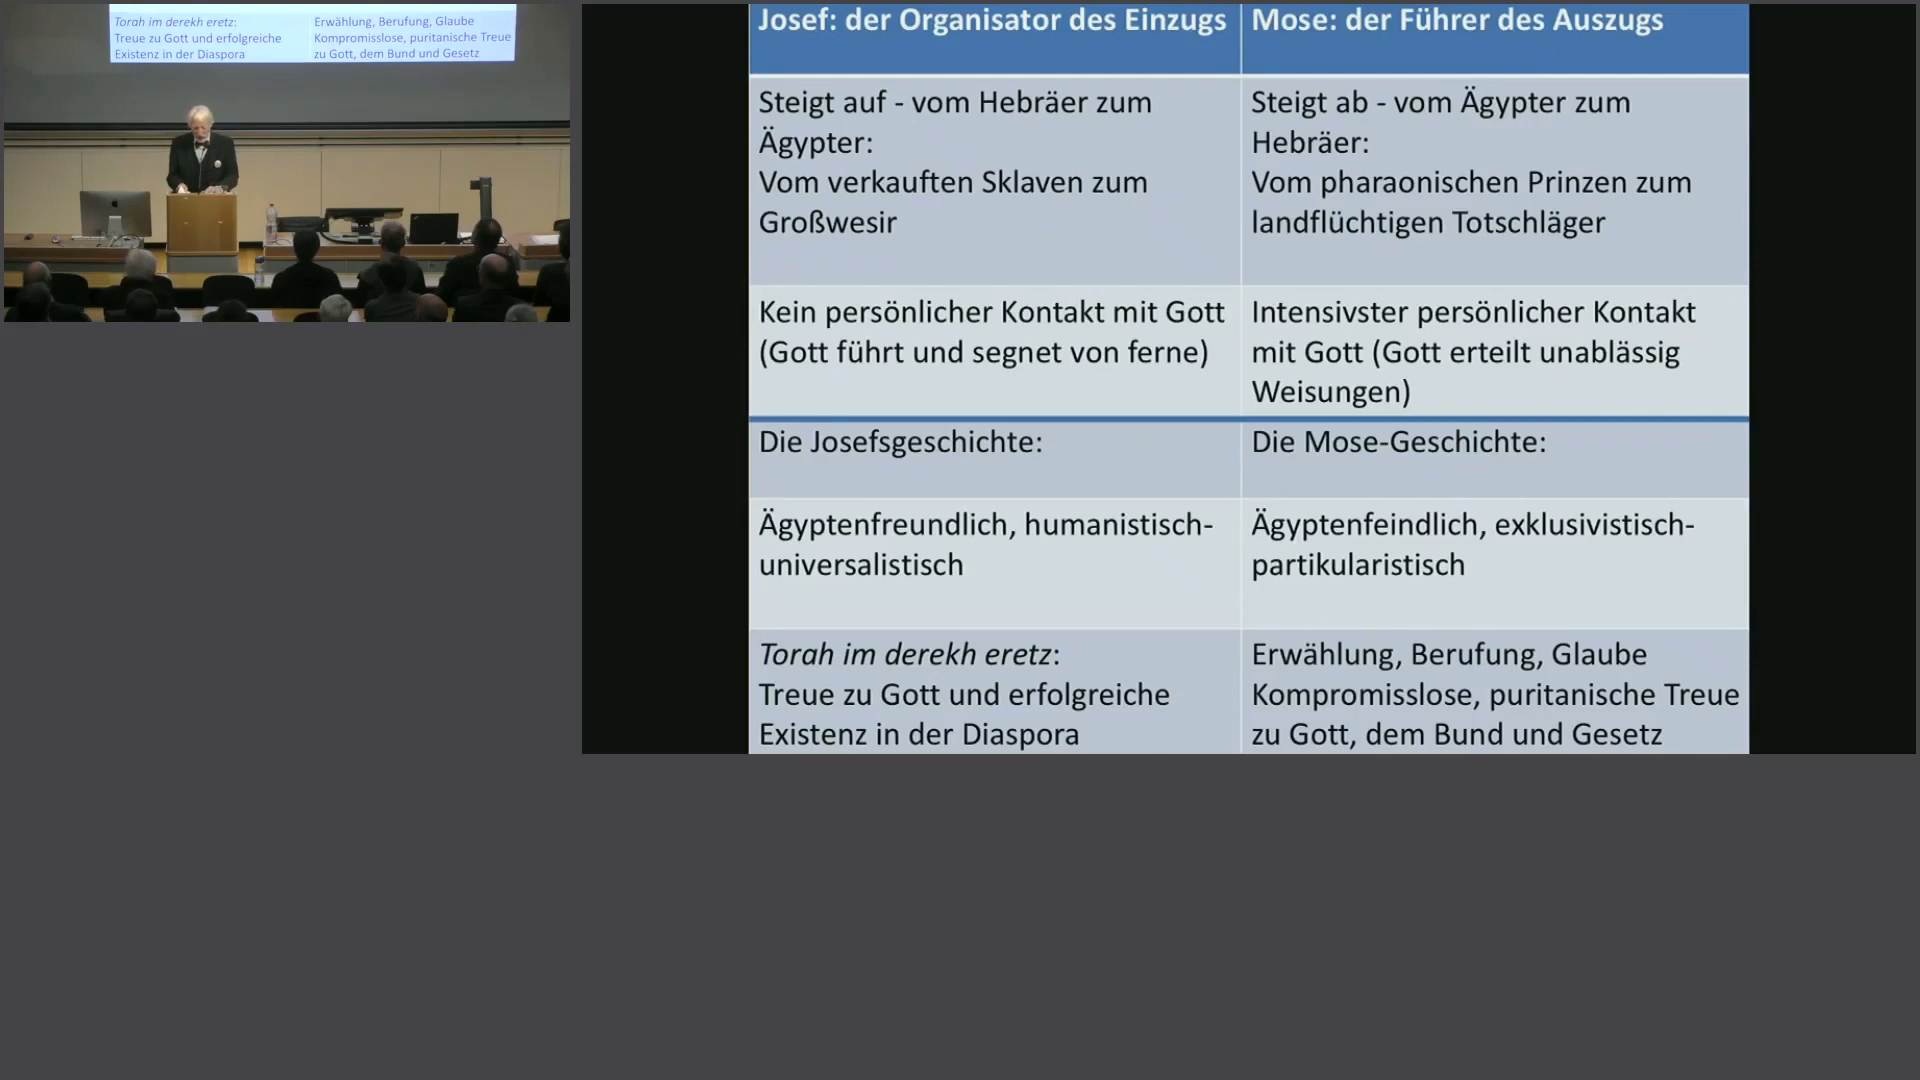 Torah im derekh eretz:
Treue zu Gott und erfolgreiche
Existenz in der Diaspora
Erwählung, Berufung, Glaube
Kompromisslose, puritanische Treue
zu Gott, dem Bund und Gesetz
Josef: der Organisator des Einzugs
Mose: der Führer des Auszugs
Steigt auf - vom Hebräer zum
Ägypter:
Vom verkauften Sklaven zum
Großwesir
Steigt ab - vom Ägypter zum
Hebräer:
Vom pharaonischen Prinzen zum
landflüchtigen Totschläger
Kein persönlicher Kontakt mit Gott
(Gott führt und segnet von ferne)
Intensivster persönlicher Kontakt
mit Gott (Gott erteilt unablässig
Weisungen)
Die Josefsgeschichte:
Die Mose-Geschichte:
Ägyptenfreundlich, humanistisch-
universalistisch
Ägyptenfeindlich, exklusivistisch-
partikularistisch
Torah im derekh eretz:
Treue zu Gott und erfolgreiche
Existenz in der Diaspora
Erwählung, Berufung, Glaube
Kompromisslose, puritanische Treue
zu Gott, dem Bund und Gesetz